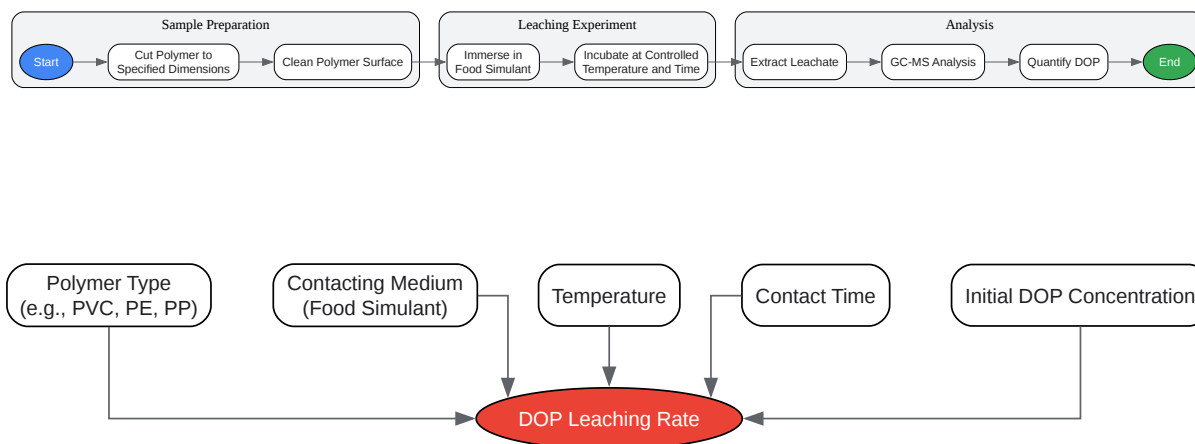 Sample Preparation
Leaching Experiment
Analysis
Start
Cut Polymer to
Specified Dimensions
Clean Polymer Surface
Immerse in
Food Simulant
Incubate at Controlled
Temperature and Time
Extract Leachate
GC-MS Analysis
Quantify DOP
End
Polymer Type
(e.g., PVC, PE, PP)
Contacting Medium
(Food Simulant)
Temperature
Contact Time
Initial DOP Concentration
DOP Leaching Rate